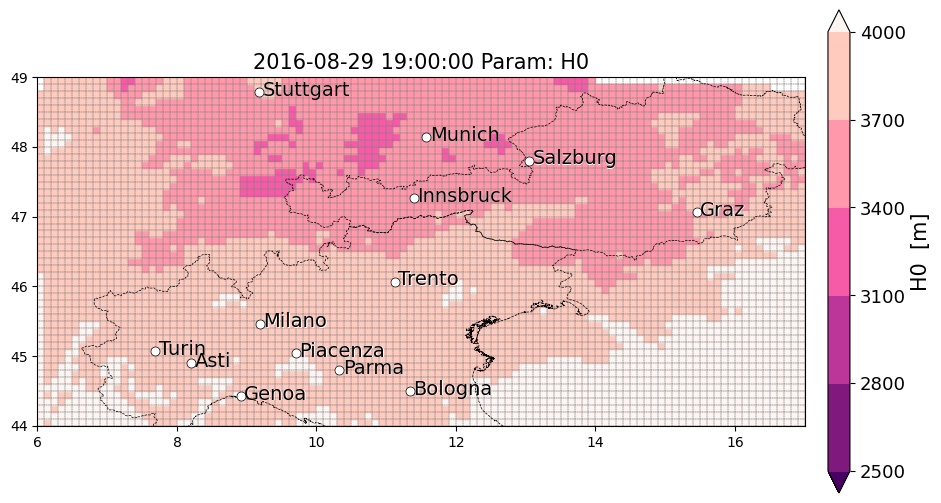 2016-08-29 19:00:00 Param: H0
49
48
47
46
45
44
6 8 10 12 14 16
Stuttgart
Munich
Salzburg
Innsbruck
Graz
Trento
Milano
Turin
Asti
Piacenza
Parma
Genoa
Bologna
4000
3700
3400
3100
2800
2500
H0 [m]